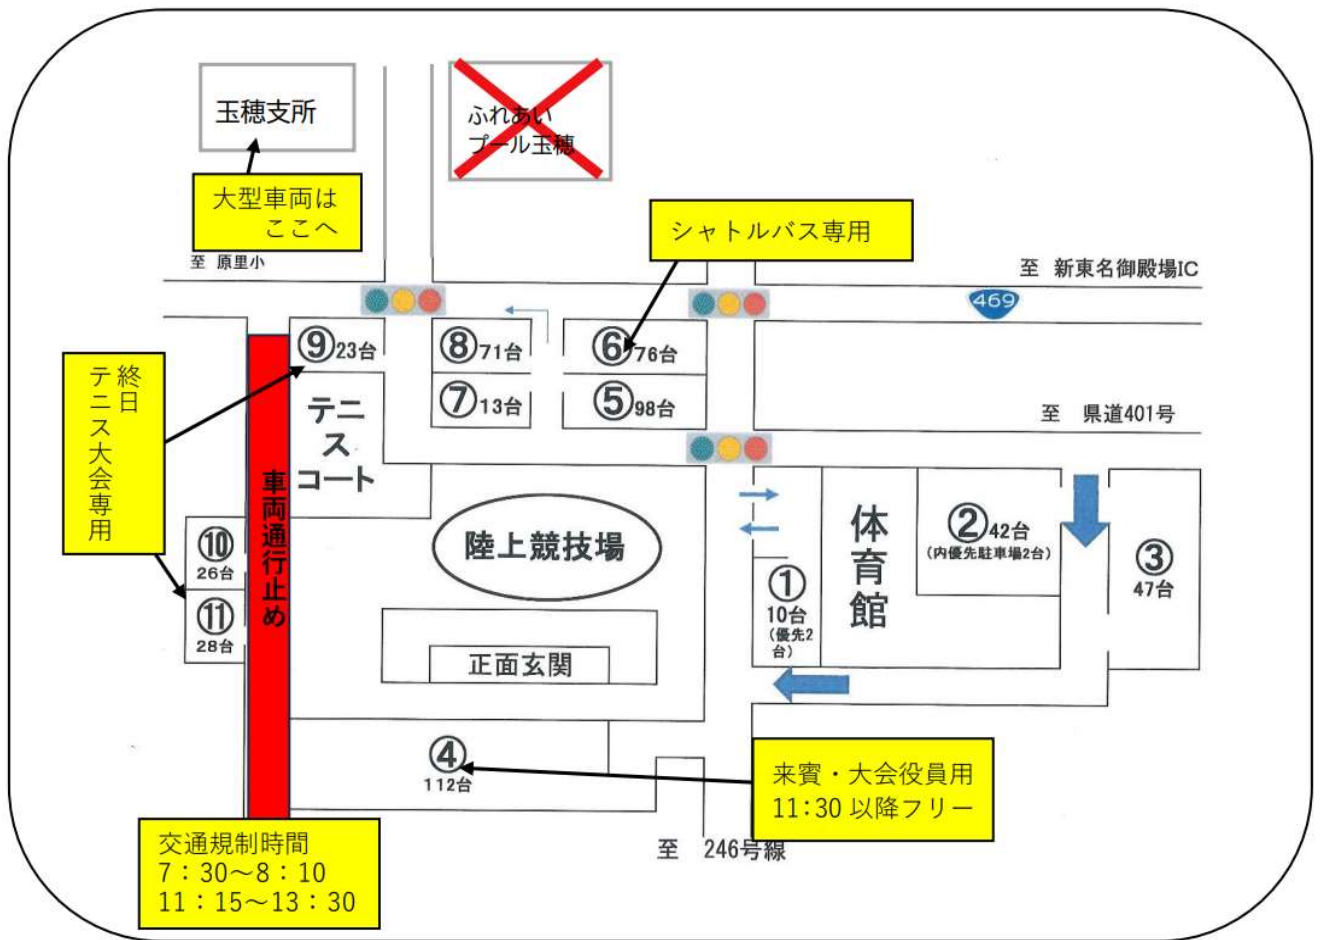 玉穂支所
ふれあい
プール玉穂
大型車両は
ここへ
シャトルバス専用
至 原里小
至 新東名御殿場IC
469
⑨23台
⑧71台
⑥76台
⑦13台
⑤98台
終日
テニス大会専用
テニ
ス
コート
至 県道401号
車両通行止め
陸上競技場
体育館
②42台
(内優先駐車場2台)
③
47台
⑩
26台
⑪
28台
①
10台
(優先2
台)
正面玄関
④
112台
来賓・大会役員用
11:30 以降フリー
交通規制時間
7:30~8:10
11:15~13:30
至 246号線